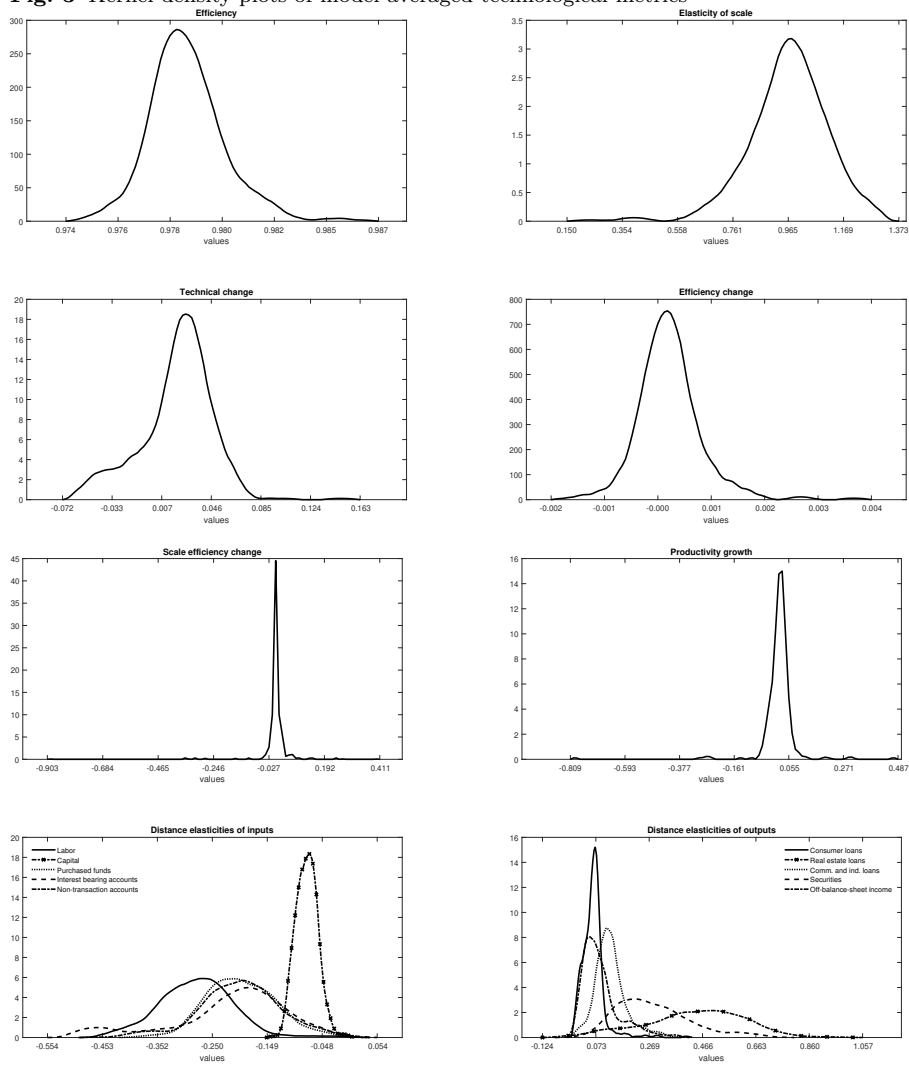 Fig. 3 Kernel density plots of model-averaged technological metrics
Efficiency
300
250
200
150
100
50
0
0.974 0.976 0.978 0.980 0.982 0.985 0.987
values
Elasticity of scale
3.5
3
2.5
2
1.5
1
0.5
0
0.150 0.354 0.558 0.761 0.965 1.169 1.373
values
Technical change
20
18
16
14
12
10
8
6
4
2
0
-0.072 -0.033 0.007 0.046 0.085 0.124 0.163
values
Efficiency change
800
700
600
500
400
300
200
100
0
-0.002 -0.001 -0.000 0.001 0.002 0.003 0.004
values
Scale efficiency change
45
40
35
30
25
20
15
10
5
0
-0.903 -0.684 -0.465 -0.246 -0.027 0.192 0.411
values
Productivity growth
16
14
12
10
8
6
4
2
0
-0.809 -0.593 -0.377 -0.161 0.055 0.271 0.487
values
Distance elasticities of inputs
20
18
16
14
12
10
8
6
4
2
0
Labor
Capital
Purchased funds
Interest bearing accounts
Non-transaction accounts
-0.554 -0.453 -0.352 -0.250 -0.149 -0.048 0.054
values
Distance elasticities of outputs
16
14
12
10
8
6
4
2
0
Consumer loans
Real estate loans
Comm. and ind. loans
Securities
Off-balance-sheet income
-0.124 0.073 0.269 0.466 0.663 0.860 1.057
values